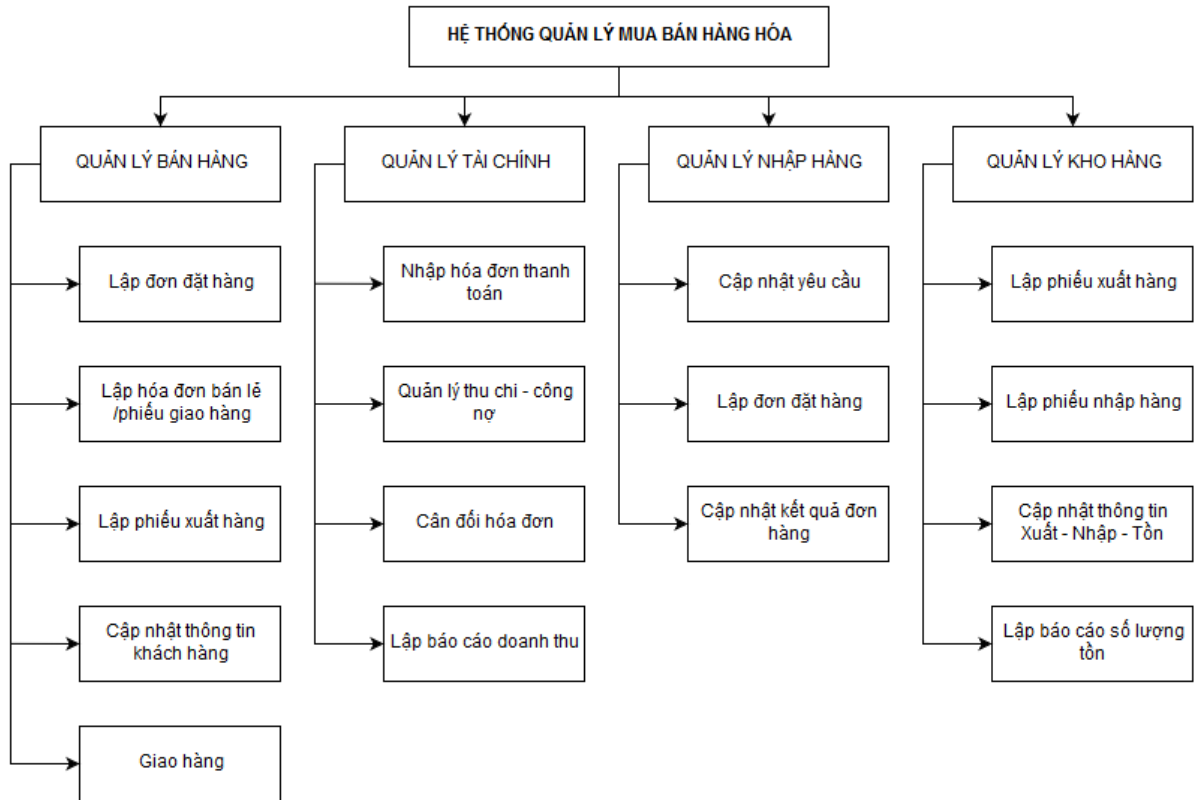 HỆ THỐNG QUẢN LÝ MUA BÁN HÀNG HÓA
QUẢN LÝ BÁN HÀNG
QUẢN LÝ TÀI CHÍNH
QUẢN LÝ NHẬP HÀNG
QUẢN LÝ KHO HÀNG
Lập đơn đặt hàng
Nhập hóa đơn thanh
toán
Cập nhật yêu cầu
Lập phiếu xuất hàng
Lập hóa đơn bán lẻ
/phiếu giao hàng
Quản lý thu chi - công
nợ
Lập đơn đặt hàng
Lập phiếu nhập hàng
Lập phiếu xuất hàng
Cân đối hóa đơn
Cập nhật kết quả đơn
hàng
Cập nhật thông tin
Xuất - Nhập - Tồn
Cập nhật thông tin
khách hàng
Lập báo cáo doanh thu
Lập báo cáo số lượng
tồn
Giao hàng